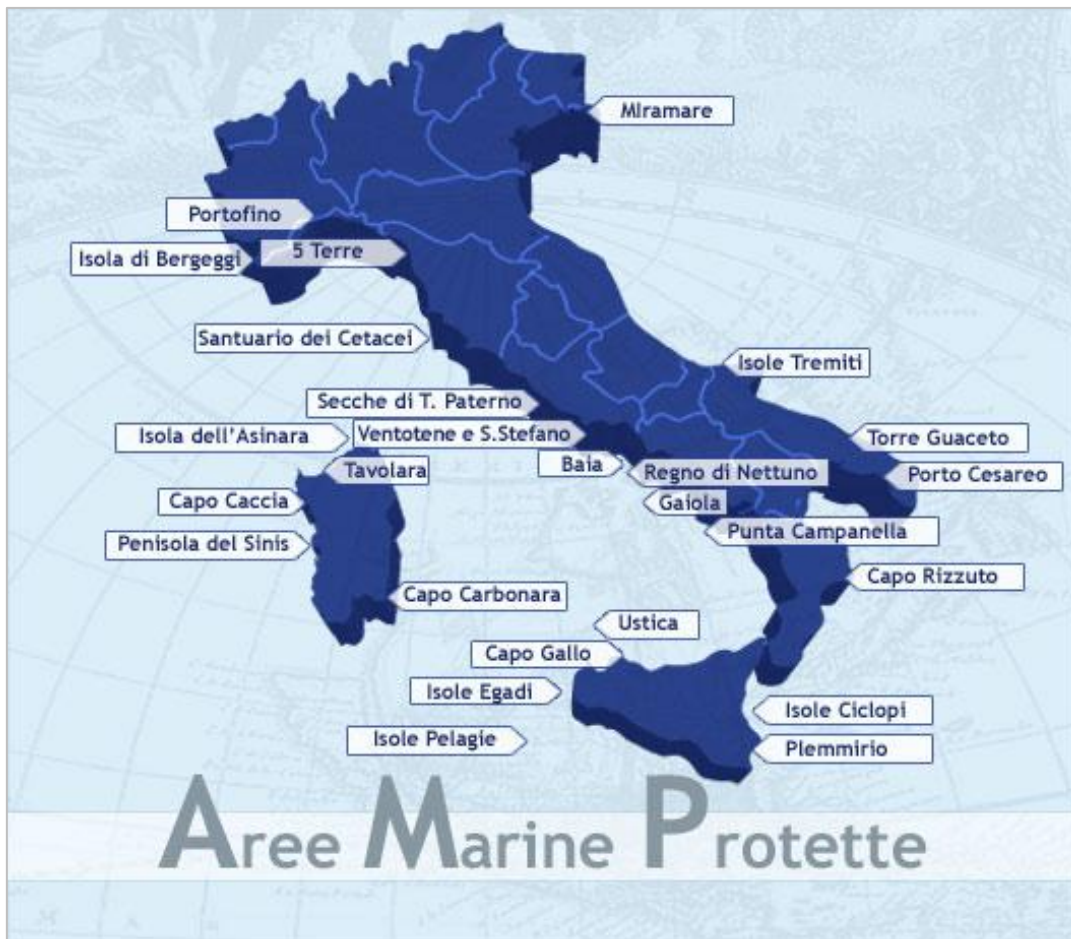 MIramare
Portofino
5 Terre
Isola di Bergeggi
Santuario dei Cetacei
Isole Tremiti
Secche di T. Paterno
Isola dell'Asinara
Ventotene e S.Stefano
Torre Guaceto
Baia
Tavolara
Regno di Nettuno
Porto Cesareo
Capo Caccia
Gaiola
Punta Campanella
Penisola del Sinis
Capo Rizzuto
Capo Carbonara
Ustica
Capo Gallo
Isole Egadi
Isole Ciclopi
Isole Pelagie
Plemmirio
Aree Marine Protette